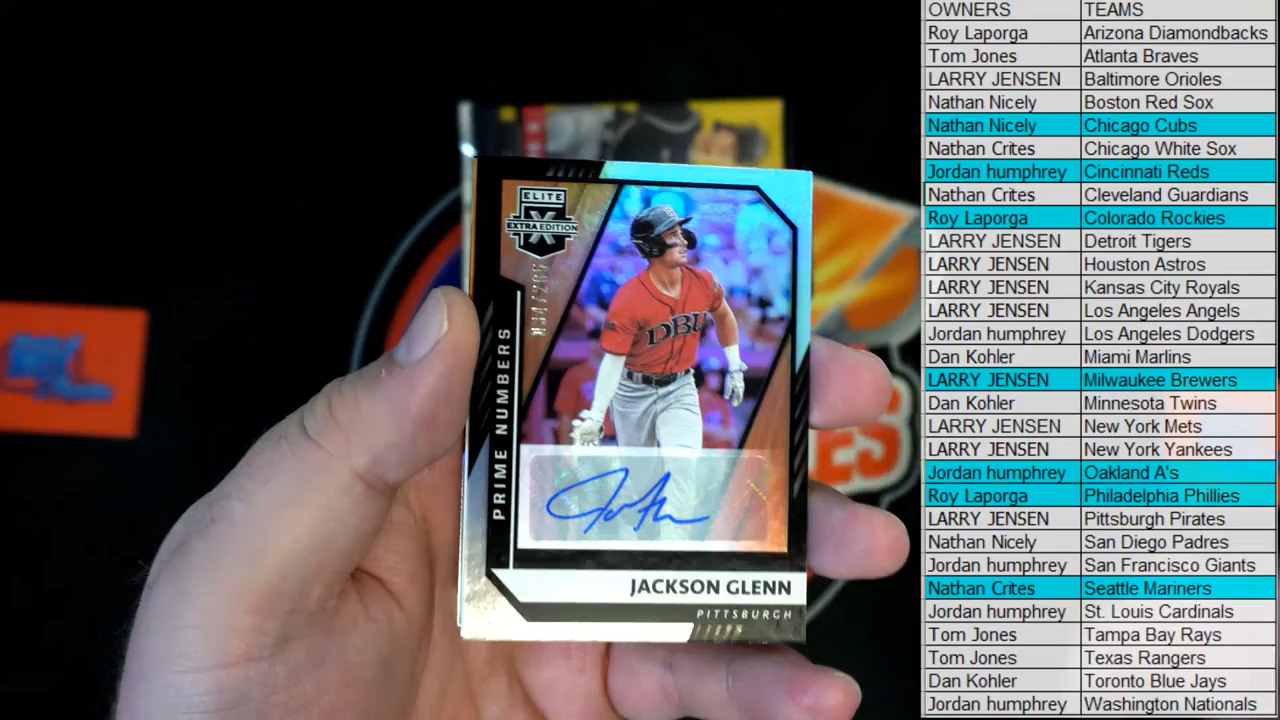 ELITE
X
EXTRA EDITION
PRIME NUMBERS
DBU
JACKSON GLENN
PITTSBURGH
OWNERS TEAMS
Roy Laporga Arizona Diamondbacks
Tom Jones Atlanta Braves
LARRY JENSEN Baltimore Orioles
Nathan Nicely Boston Red Sox
Nathan Nicely Chicago Cubs
Nathan Crites Chicago White Sox
Jordan humphrey Cincinnati Reds
Nathan Crites Cleveland Guardians
Roy Laporga Colorado Rockies
LARRY JENSEN Detroit Tigers
LARRY JENSEN Houston Astros
LARRY JENSEN Kansas City Royals
LARRY JENSEN Los Angeles Angels
Jordan humphrey Los Angeles Dodgers
Dan Kohler Miami Marlins
LARRY JENSEN Milwaukee Brewers
Dan Kohler Minnesota Twins
LARRY JENSEN New York Mets
LARRY JENSEN New York Yankees
Jordan humphrey Oakland A's
Roy Laporga Philadelphia Phillies
LARRY JENSEN Pittsburgh Pirates
Nathan Nicely San Diego Padres
Jordan humphrey San Francisco Giants
Nathan Crites Seattle Mariners
Jordan humphrey St. Louis Cardinals
Tom Jones Tampa Bay Rays
Tom Jones Texas Rangers
Dan Kohler Toronto Blue Jays
Jordan humphrey Washington Nationals